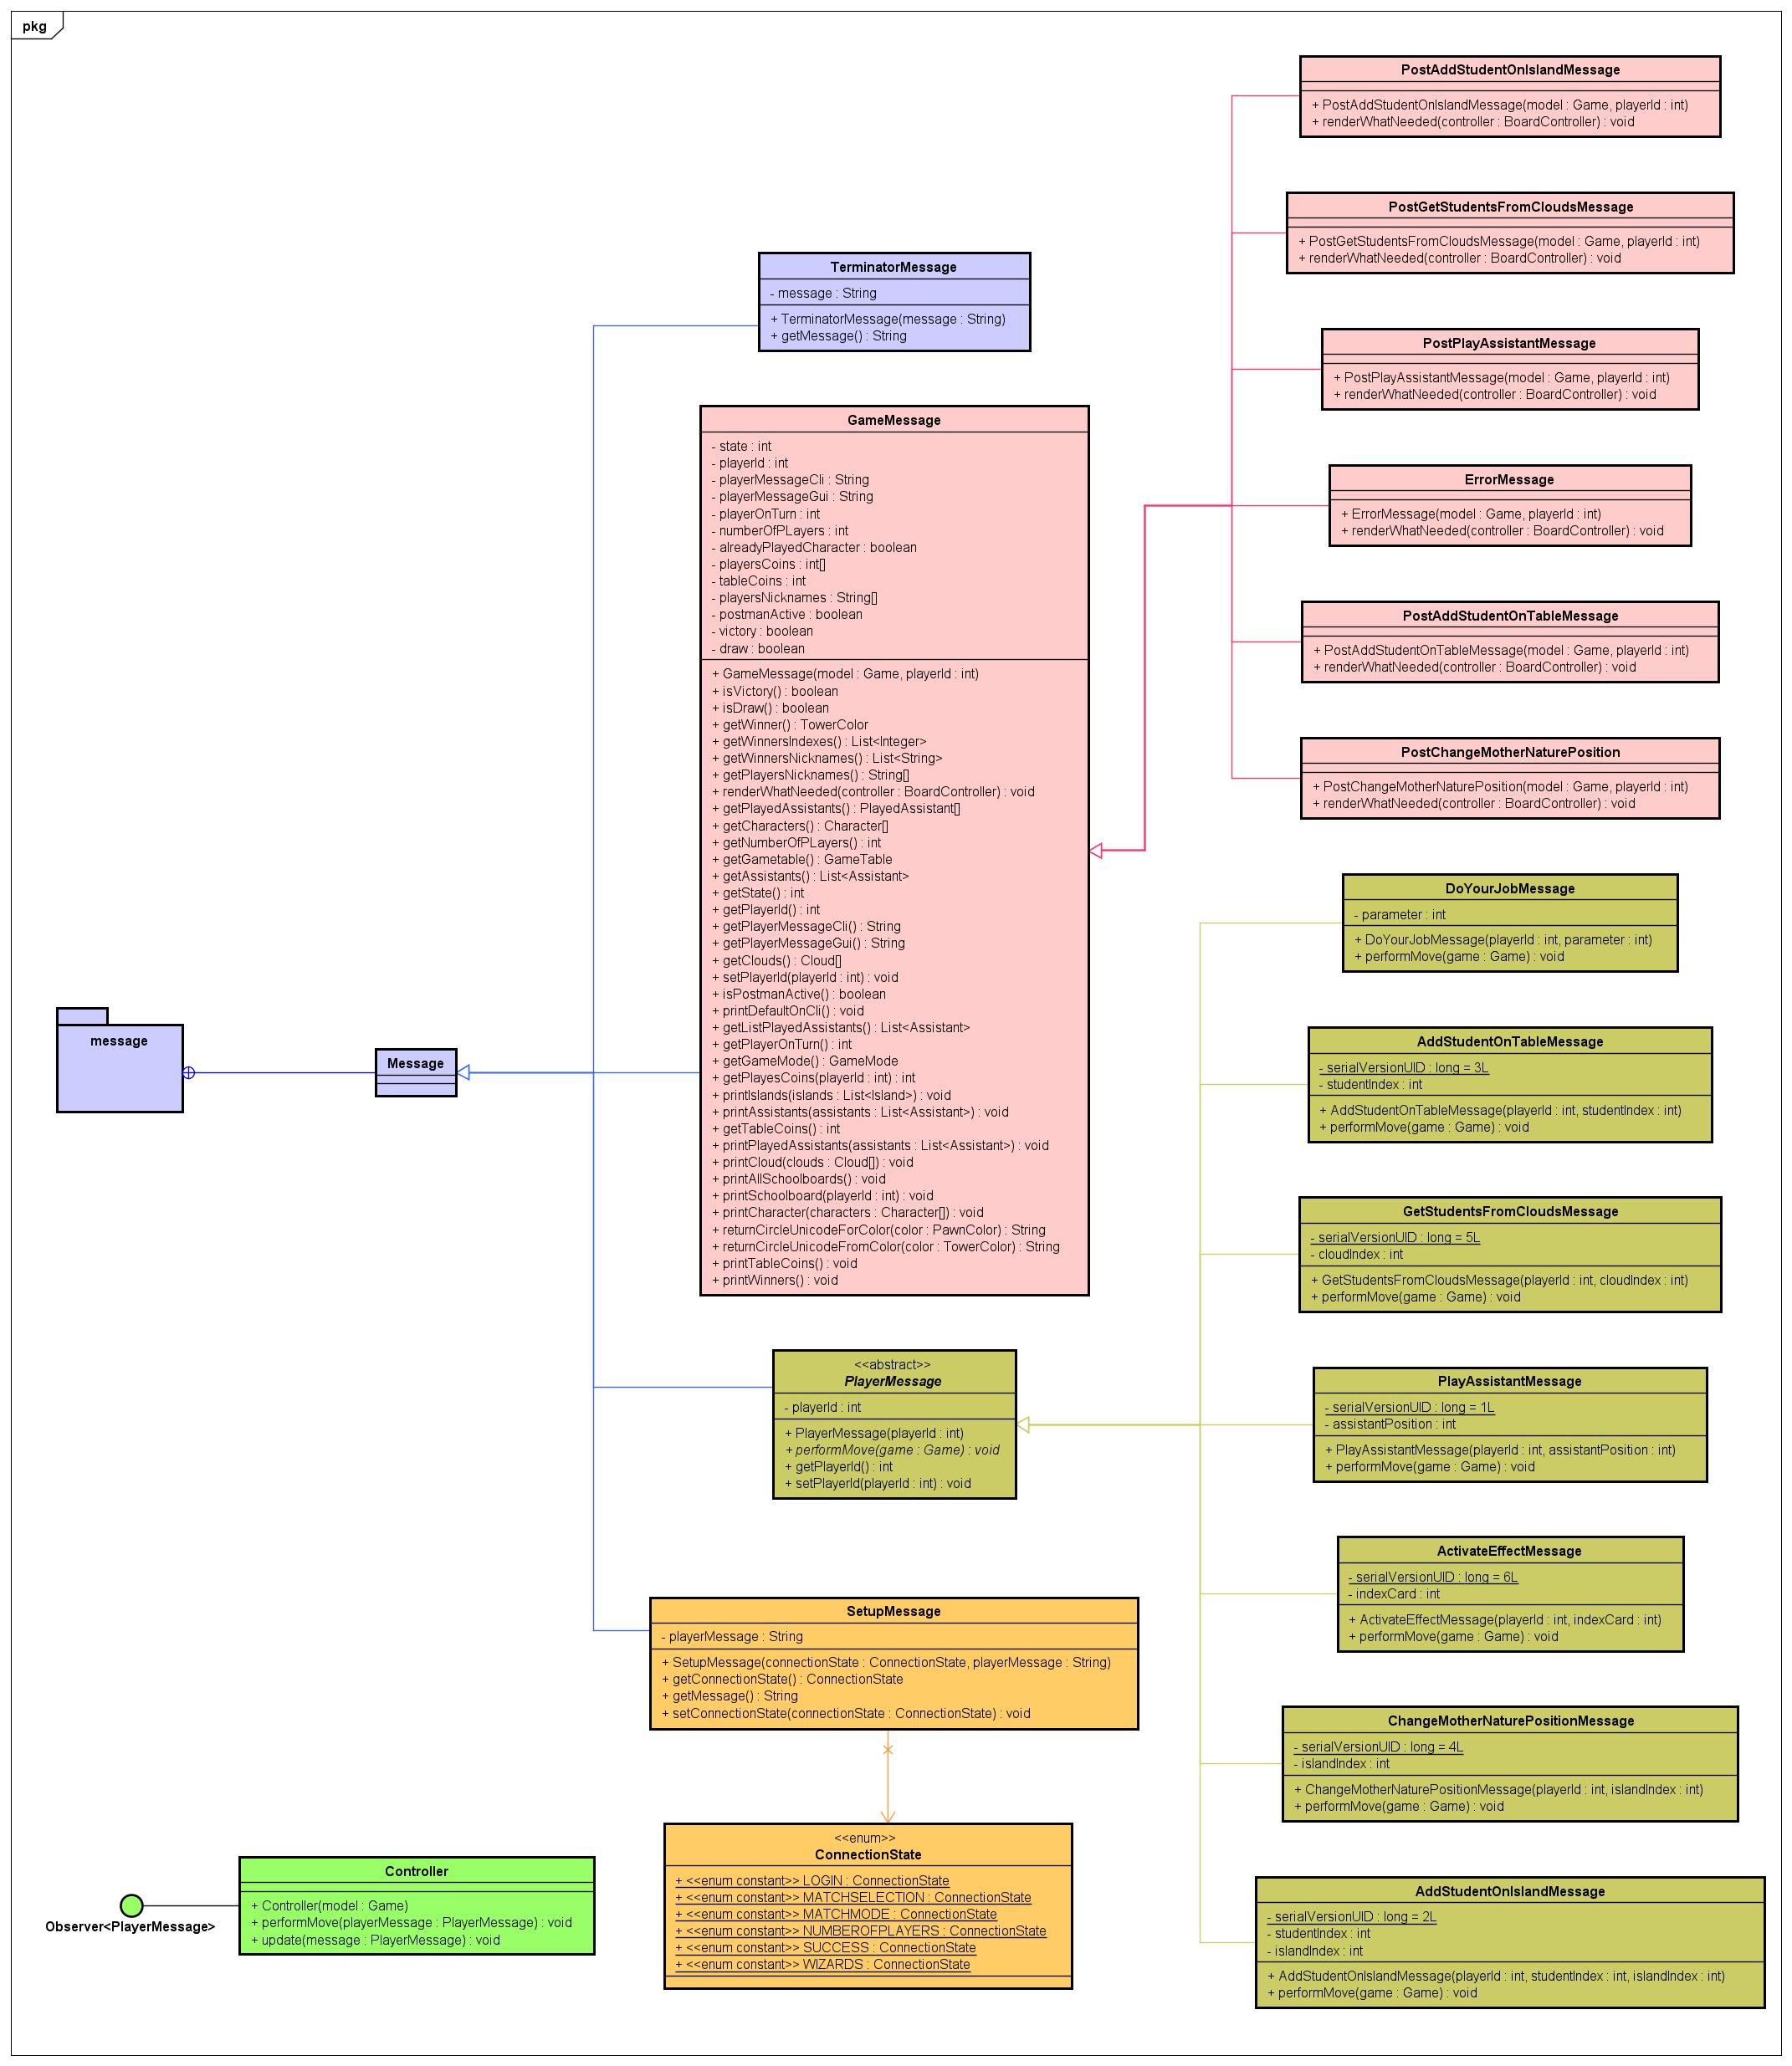 pkg
PostAddStudentOnIslandMessage
+ PostAddStudentOnIslandMessage(model : Game, playerId : int)
+ renderWhatNeeded(controller : BoardController) : void
PostGetStudentsFromCloudsMessage
+ PostGetStudentsFromCloudsMessage(model : Game, playerId : int)
+ renderWhatNeeded(controller : BoardController) : void
TerminatorMessage
- message : String
+ TerminatorMessage(message : String)
+ getMessage() : String
PostPlayAssistantMessage
+ PostPlayAssistantMessage(model : Game, playerId : int)
+ renderWhatNeeded(controller : BoardController) : void
GameMessage
- state : int
- playerId : int
- playerMessageCli : String
- playerMessageGui : String
- playerOnTurn : int
- numberOfPLayers : int
- alreadyPlayedCharacter : boolean
- playersCoins : int[]
- tableCoins : int
- playersNicknames : String[]
- postmanActive : boolean
- victory : boolean
- draw : boolean
+ GameMessage(model : Game, playerId : int)
+ isVictory() : boolean
+ isDraw() : boolean
+ getWinner() : TowerColor
+ getWinnersIndexes() : List<Integer>
+ getWinnersNicknames() : List<String>
+ getPlayersNicknames() : String[]
+ renderWhatNeeded(controller : BoardController) : void
+ getPlayedAssistants() : PlayedAssistant[]
+ getCharacters() : Character[]
+ getNumberOfPLayers() : int
+ getGametable() : GameTable
+ getAssistants() : List<Assistant>
+ getState() : int
+ getPlayerId() : int
+ getPlayerMessageCli() : String
+ getPlayerMessageGui() : String
+ getClouds() : Cloud[]
+ setPlayerId(playerId : int) : void
+ isPostmanActive() : boolean
+ printDefaultOnCli() : void
+ getListPlayedAssistants() : List<Assistant>
+ getPlayerOnTurn() : int
+ getGameMode() : GameMode
+ getPlayesCoins(playerId : int) : int
+ printIslands(islands : List<Island>) : void
+ printAssistants(assistants : List<Assistant>) : void
+ getTableCoins() : int
+ printPlayedAssistants(assistants : List<Assistant>) : void
+ printCloud(clouds : Cloud[]) : void
+ printAllSchoolboards() : void
+ printSchoolboard(playerId : int) : void
+ printCharacter(characters : Character[]) : void
+ returnCircleUnicodeForColor(color : PawnColor) : String
+ returnCircleUnicodeFromColor(color : TowerColor) : String
+ printTableCoins() : void
+ printWinners() : void
ErrorMessage
+ ErrorMessage(model : Game, playerId : int)
+ renderWhatNeeded(controller : BoardController) : void
PostAddStudentOnTableMessage
+ PostAddStudentOnTableMessage(model : Game, playerId : int)
+ renderWhatNeeded(controller : BoardController) : void
PostChangeMotherNaturePosition
+ PostChangeMotherNaturePosition(model : Game, playerId : int)
+ renderWhatNeeded(controller : BoardController) : void
DoYourJobMessage
- parameter : int
+ DoYourJobMessage(playerId : int, parameter : int)
+ performMove(game : Game) : void
message
Message
AddStudentOnTableMessage
- serialVersionUID : long = 3L
- studentIndex : int
+ AddStudentOnTableMessage(playerId : int, studentIndex : int)
+ performMove(game : Game) : void
GetStudentsFromCloudsMessage
- serialVersionUID : long = 5L
- cloudIndex : int
+ GetStudentsFromCloudsMessage(playerId : int, cloudIndex : int)
+ performMove(game : Game) : void
<<abstract>>
PlayerMessage
- playerId : int
+ PlayerMessage(playerId : int)
+ performMove(game : Game) : void
+ getPlayerId() : int
+ setPlayerId(playerId : int) : void
PlayAssistantMessage
- serialVersionUID : long = 1L
- assistantPosition : int
+ PlayAssistantMessage(playerId : int, assistantPosition : int)
+ performMove(game : Game) : void
ActivateEffectMessage
- serialVersionUID : long = 6L
- indexCard : int
+ ActivateEffectMessage(playerId : int, indexCard : int)
+ performMove(game : Game) : void
SetupMessage
- playerMessage : String
+ SetupMessage(connectionState : ConnectionState, playerMessage : String)
+ getConnectionState() : ConnectionState
+ getMessage() : String
+ setConnectionState(connectionState : ConnectionState) : void
ChangeMotherNaturePositionMessage
- serialVersionUID : long = 4L
- islandIndex : int
+ ChangeMotherNaturePositionMessage(playerId : int, islandIndex : int)
+ performMove(game : Game) : void
<<enum>>
ConnectionState
+ <<enum constant>> LOGIN : ConnectionState
+ <<enum constant>> MATCHSELECTION : ConnectionState
+ <<enum constant>> MATCHMODE : ConnectionState
+ <<enum constant>> NUMBEROFPLAYERS : ConnectionState
+ <<enum constant>> SUCCESS : ConnectionState
+ <<enum constant>> WIZARDS : ConnectionState
Controller
+ Controller(model : Game)
+ performMove(playerMessage : PlayerMessage) : void
+ update(message : PlayerMessage) : void
Observer<PlayerMessage>
AddStudentOnIslandMessage
- serialVersionUID : long = 2L
- studentIndex : int
- islandIndex : int
+ AddStudentOnIslandMessage(playerId : int, studentIndex : int, islandIndex : int)
+ performMove(game : Game) : void